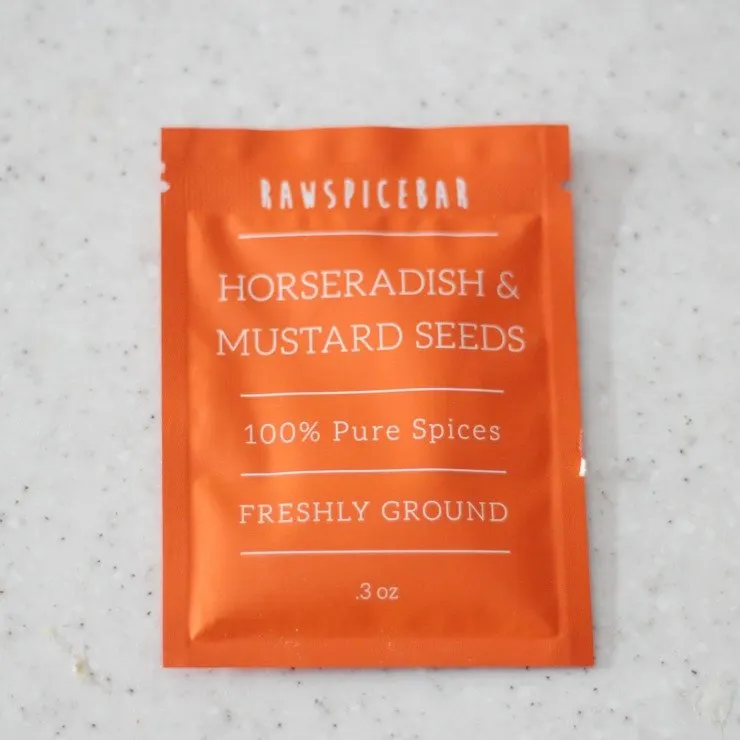 RAWSPICEBAR
HORSERADISH &
MUSTARD SEEDS
100% Pure Spices
FRESHLY GROUND
.3 oz